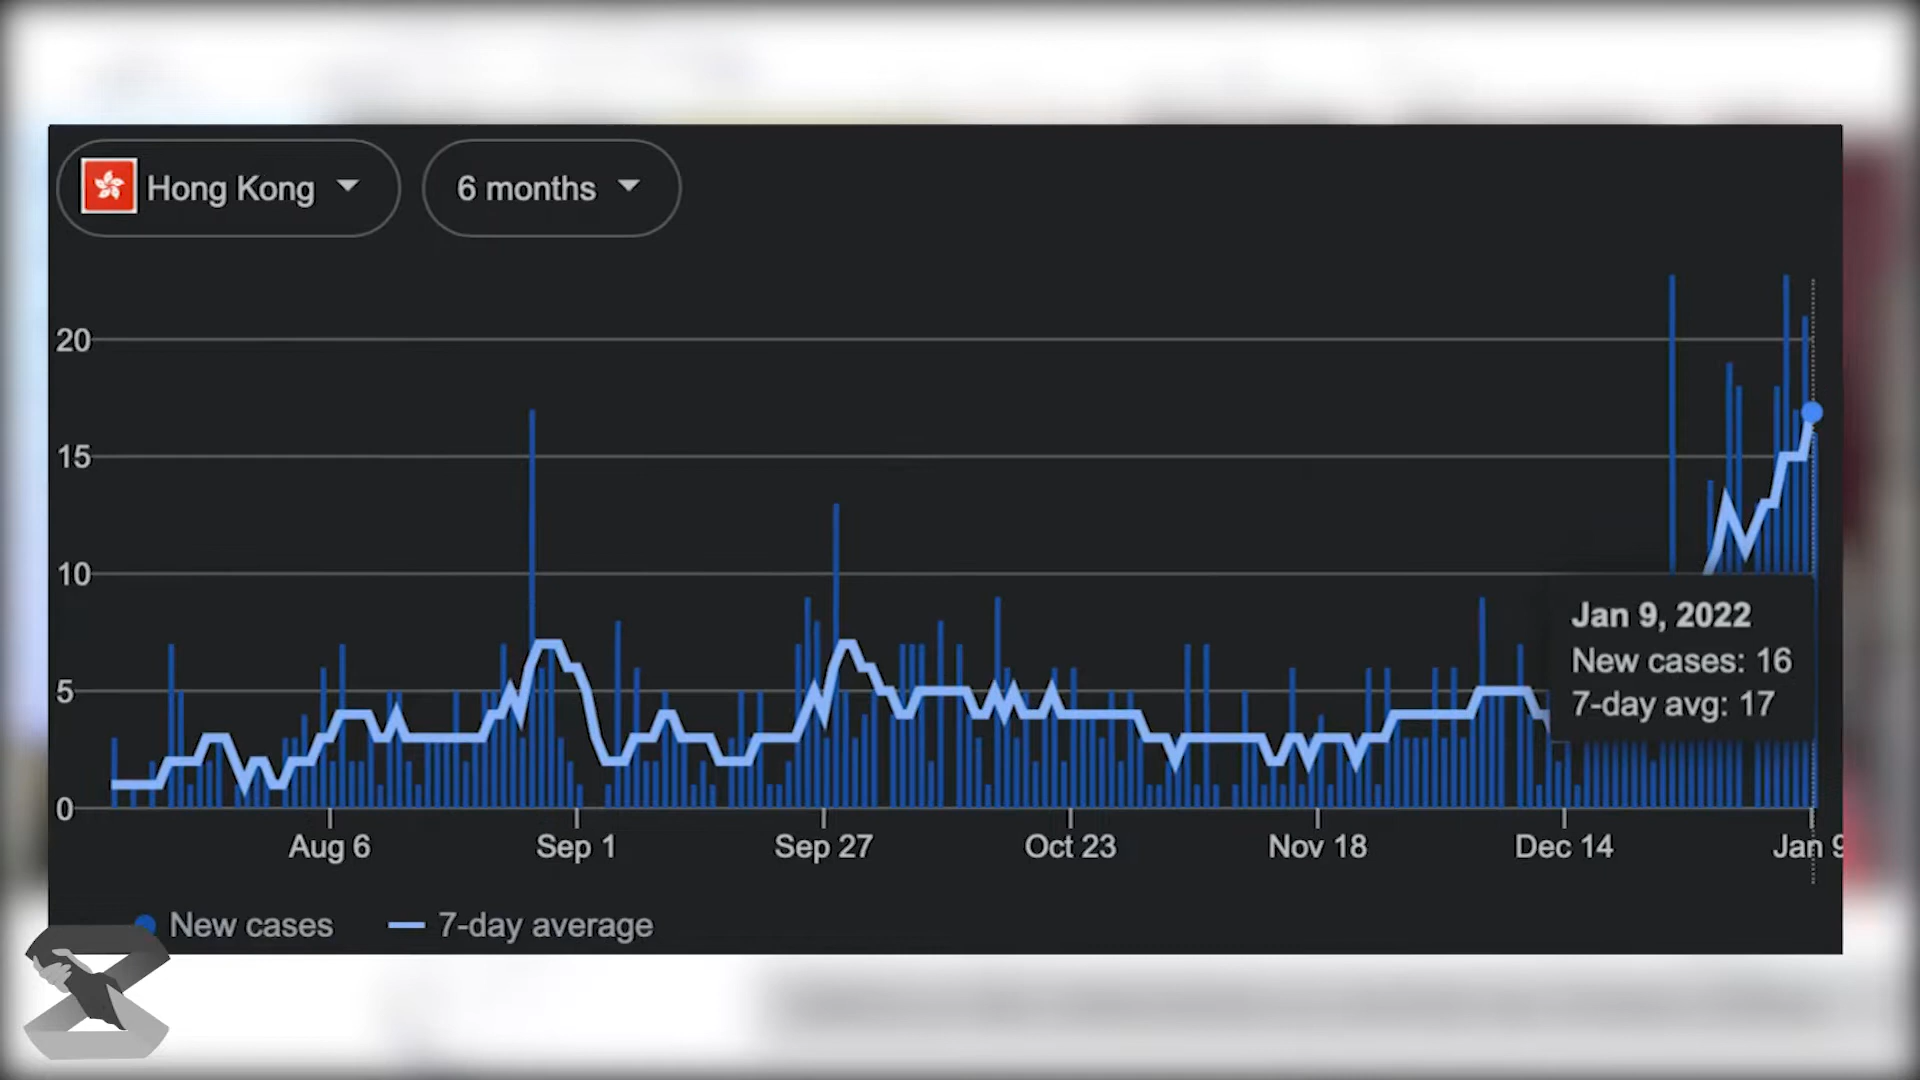 Hong Kong
6 months
20
15
10
5
0
Jan 9, 2022
New cases: 16
7-day avg: 17
Aug 6
Sep 1
Sep 27
Oct 23
Nov 18
Dec 14
Jan 9
New cases
7-day average